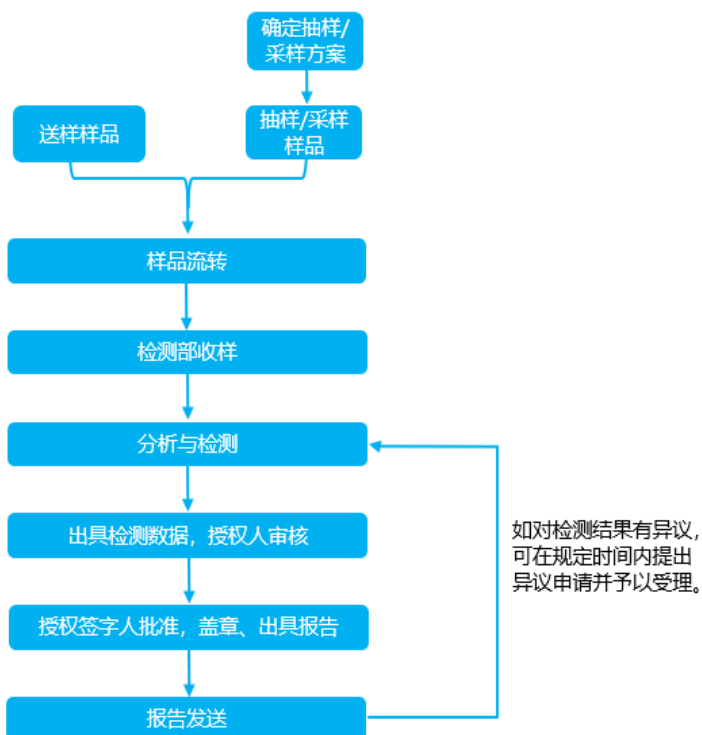 确定抽样/
采样方案
送样样品
抽样/采样
样品
样品流转
检测部收样
分析与检测
出具检测数据，授权人审核
授权签字人批准，盖章、出具报告
报告发送
如对检测结果有异议，
可在规定时间内提出
异议申请并予以受理。